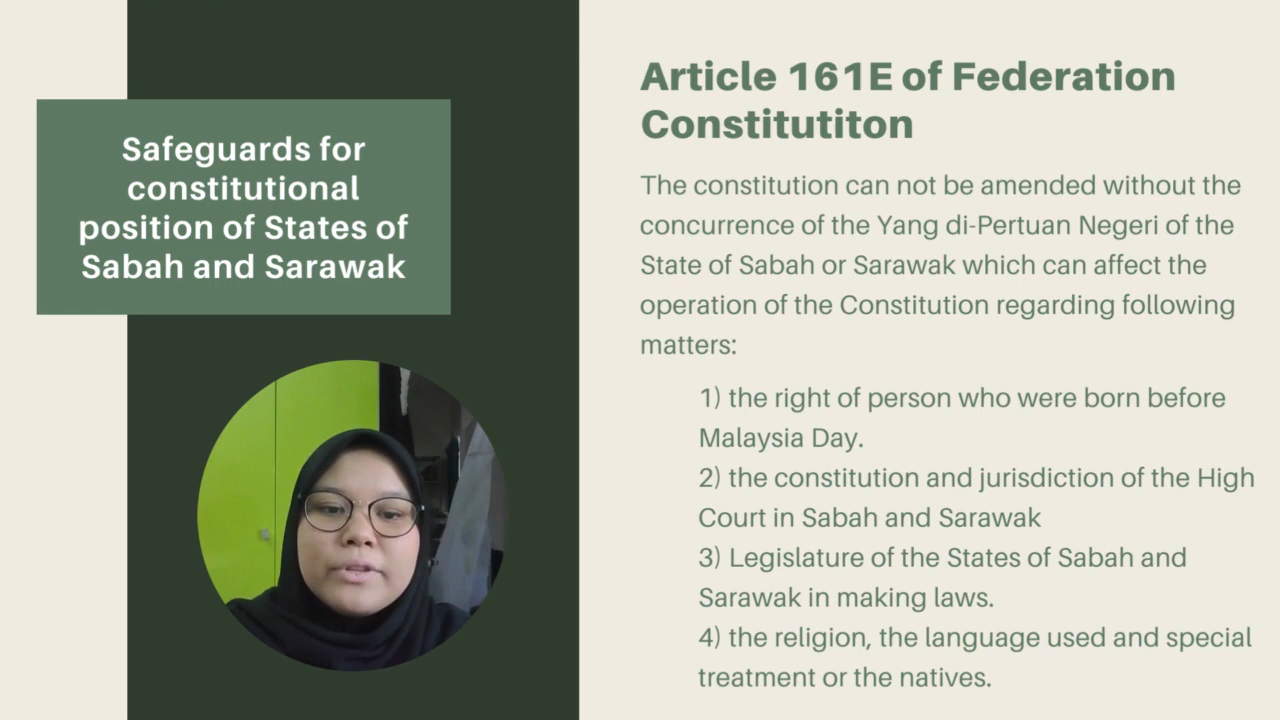 Safeguards for
constitutional
position of States of
Sabah and Sarawak
Article 161E of Federation
Constitutiton
The constitution can not be amended without the
concurrence of the Yang di-Pertuan Negeri of the
State of Sabah or Sarawak which can affect the
operation of the Constitution regarding following
matters:
1) the right of person who were born before
Malaysia Day.
2) the constitution and jurisdiction of the High
Court in Sabah and Sarawak
3) Legislature of the States of Sabah and
Sarawak in making laws.
4) the religion, the language used and special
treatment or the natives.